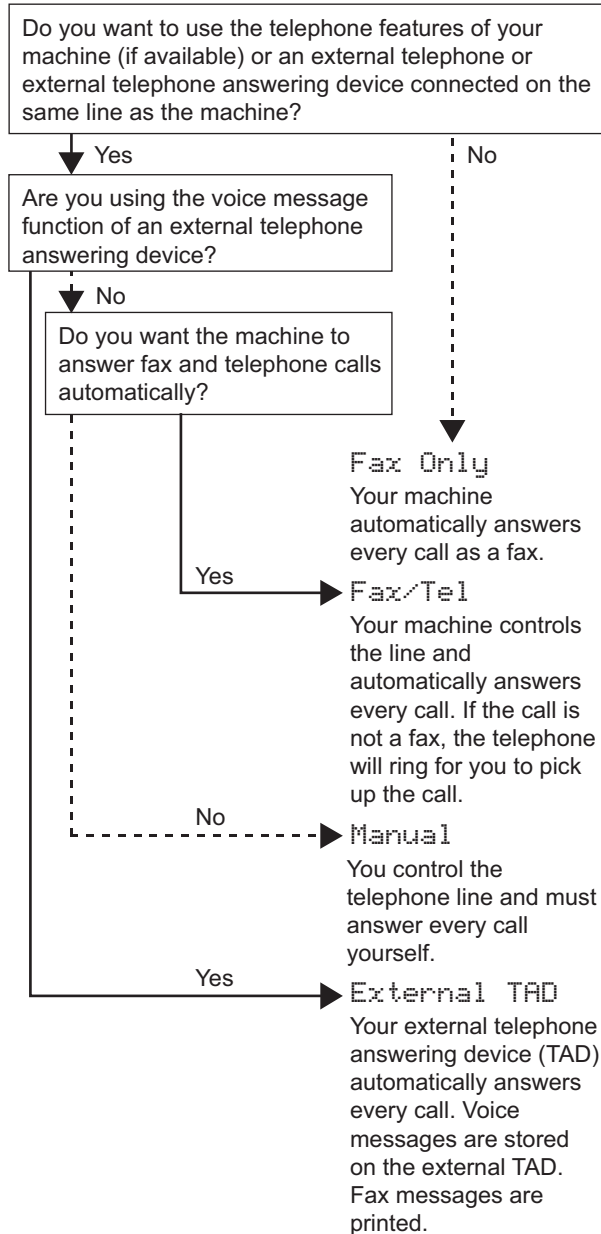 Do you want to use the telephone features of your
machine (if available) or an external telephone or
external telephone answering device connected on the
same line as the machine?
Yes
No
Are you using the voice message
function of an external telephone
answering device?
No
Do you want the machine to
answer fax and telephone calls
automatically?
Fax Only
Your machine
automatically answers
every call as a fax.
Yes
Fax/Tel
Your machine controls
the line and
automatically answers
every call. If the call is
not a fax, the telephone
will ring for you to pick
up the call.
No
Manual
You control the
telephone line and must
answer every call
yourself.
Yes
External TAD
Your external telephone
answering device (TAD)
automatically answers
every call. Voice
messages are stored
on the external TAD.
Fax messages are
printed.